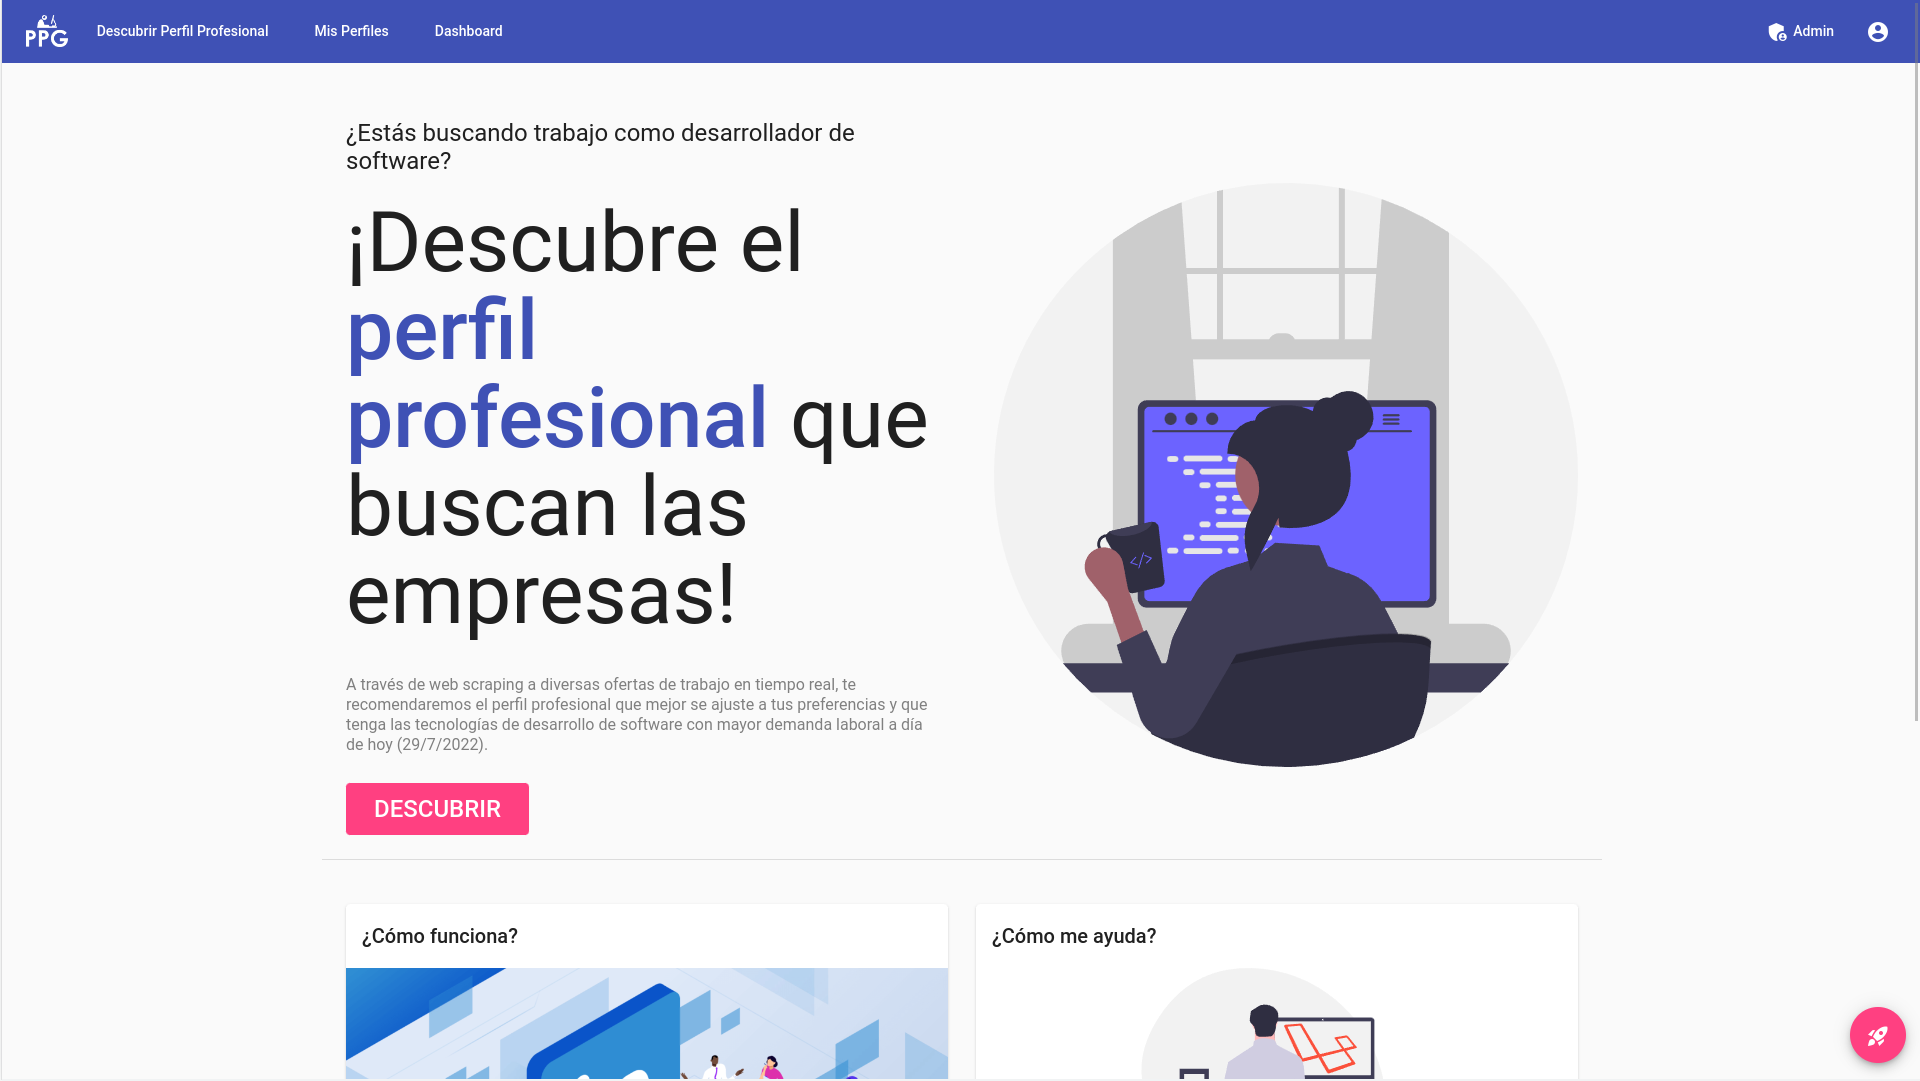 PPG
Descubrir Perfil Profesional
Mis Perfiles
Dashboard
Admin
¿Estás buscando trabajo como desarrollador de
software?
¡Descubre el
perfil
profesional que
buscan las
empresas!
</>
A través de web scraping a diversas ofertas de trabajo en tiempo real, te
recomendaremos el perfil profesional que mejor se ajuste a tus preferencias y que
tenga las tecnologías de desarrollo de software con mayor demanda laboral a día
de hoy (29/7/2022).
DESCUBRIR
¿Cómo funciona?
¿Cómo me ayuda?